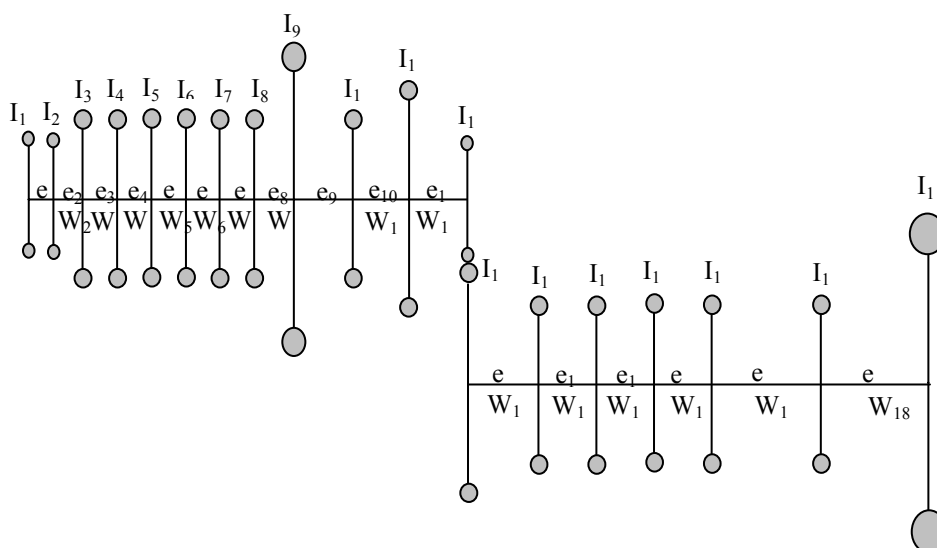 I₉
I₁ I₁
I₁ I₂ I₃ I₄ I₅ I₆ I₇ I₈ I₁
e e₂ e₃ e₄ e e e e₈ e₉ e₁₀ e₁
W₂ W W W₅ W₆ W W W₁ W₁
I₁
I₁ I₁ I₁ I₁ I₁ I₁
e e₁ e₁ e e e
W₁ W₁ W₁ W₁ W₁ W₁₈